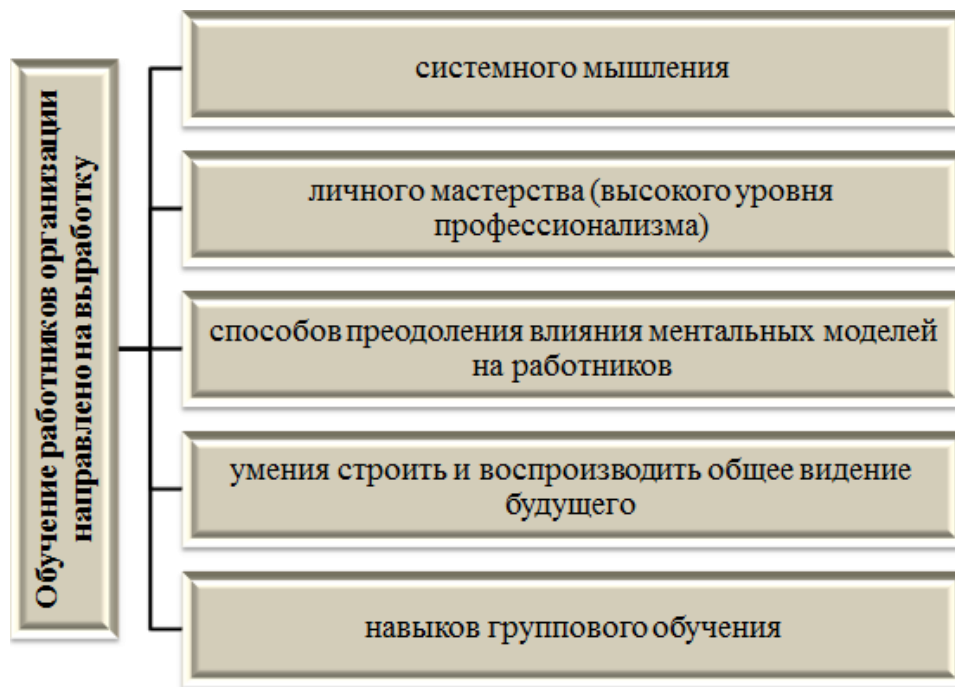 Обучение работников организации
направлено на выработку
системного мышления
личного мастерства (высокого уровня
профессионализма)
способов преодоления влияния ментальных моделей
на работников
умения строить и воспроизводить общее видение
будущего
навыков группового обучения